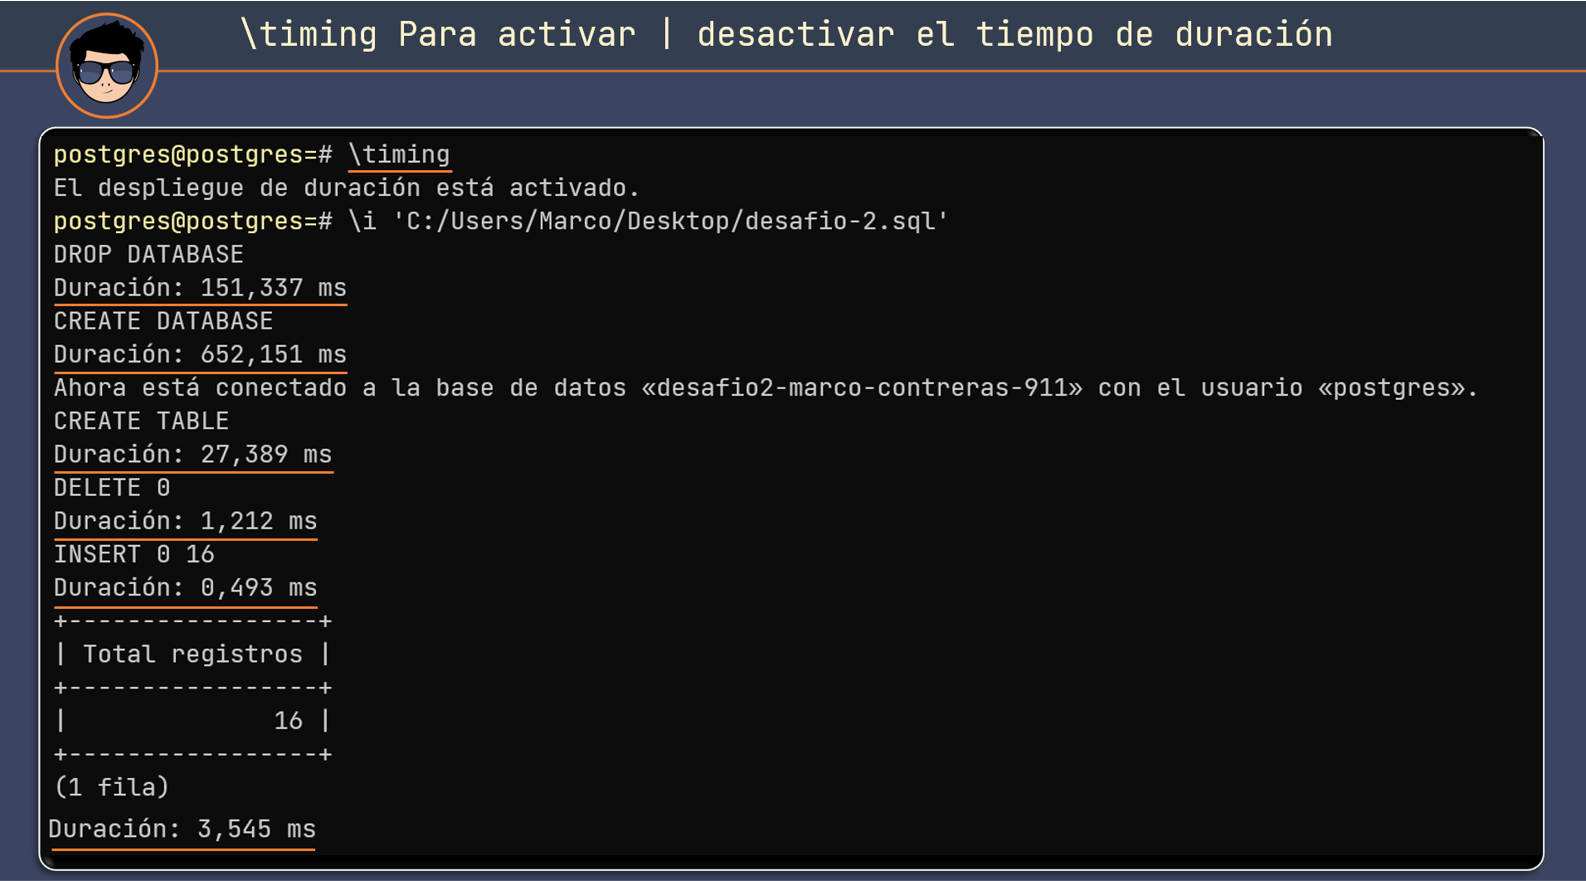 \timing Para activar | desactivar el tiempo de duración
postgres@postgres=# \timing
El despliegue de duración está activado.
postgres@postgres=# \i 'C:/Users/Marco/Desktop/desafio-2.sql'
DROP DATABASE
Duración: 151,337 ms
CREATE DATABASE
Duración: 652,151 ms
Ahora está conectado a la base de datos «desafio2-marco-contreras-911» con el usuario «postgres».
CREATE TABLE
Duración: 27,389 ms
DELETE 0
Duración: 1,212 ms
INSERT 0 16
Duración: 0,493 ms
+-----------------+
| Total registros |
+-----------------+
|              16 |
+-----------------+
(1 fila)
Duración: 3,545 ms